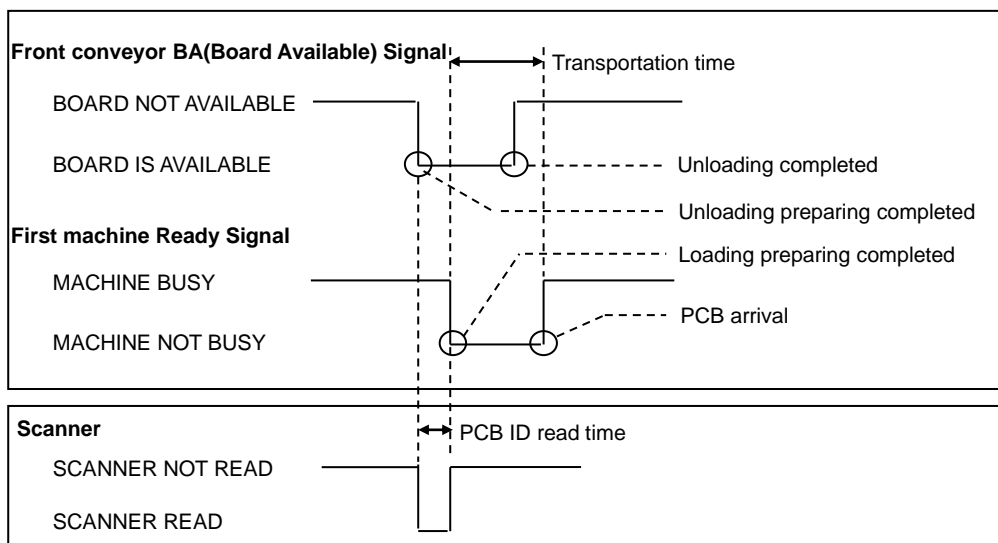 Front conveyor BA(Board Available) Signal
Transportation time
BOARD NOT AVAILABLE
BOARD IS AVAILABLE
Unloading completed
Unloading preparing completed
First machine Ready Signal
Loading preparing completed
MACHINE BUSY
PCB arrival
MACHINE NOT BUSY
Scanner
PCB ID read time
SCANNER NOT READ
SCANNER READ